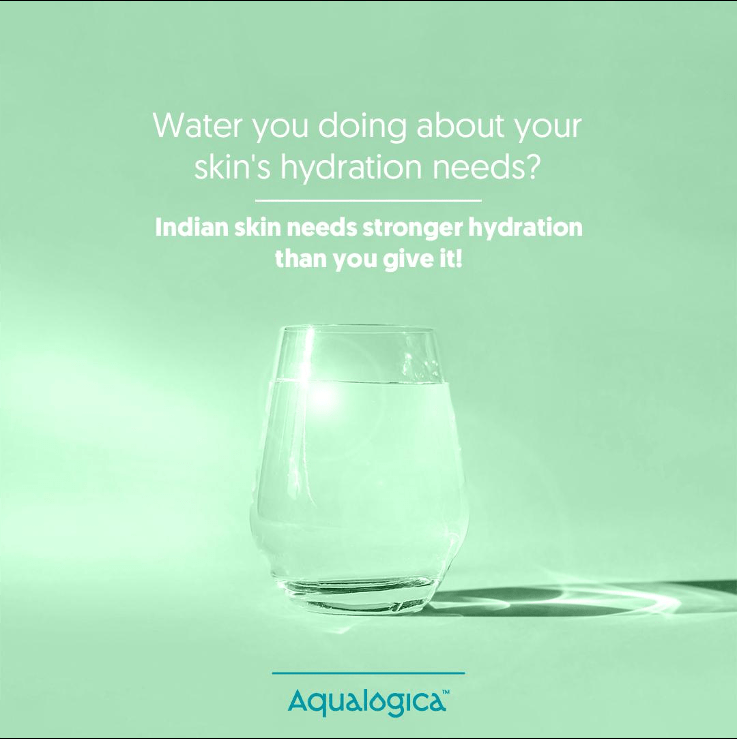 Water you doing about your
skin's hydration needs?
Indian skin needs stronger hydration
than you give it!
Aqualogica™